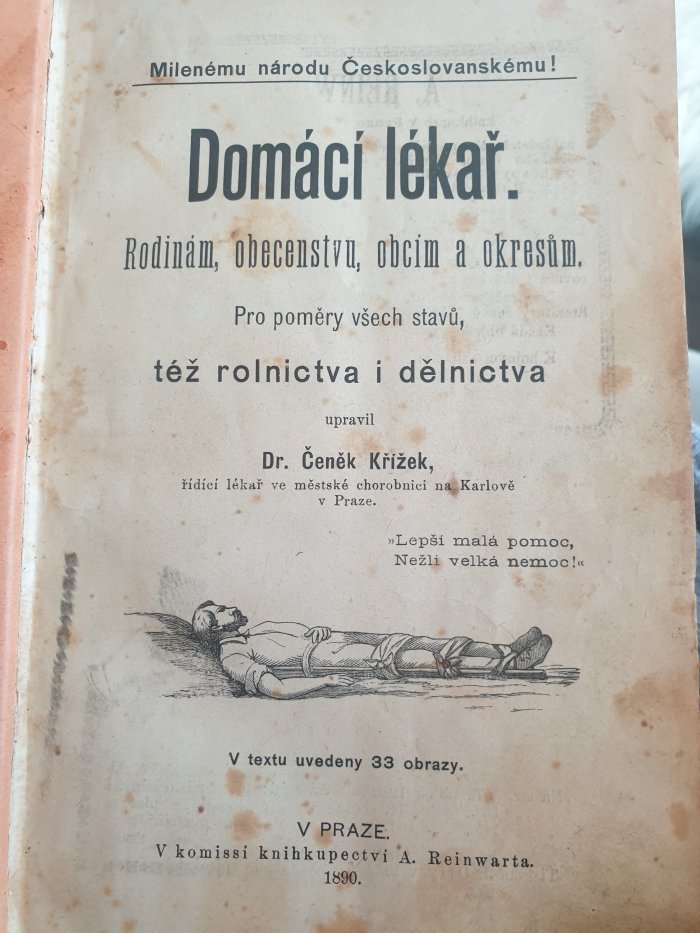 Milenému národu Českoslovanskému!
Domácí lékař.
Rodinám, obecenstvu, obcím a okresům.
Pro poměry všech stavů,
též rolnictva i dělnictva
upravil
Dr. Čeněk Křížek,
řídící lékař ve městské chorobnici na Karlově
v Praze.
»Lepší malá pomoc,
Nežli velká nemoc!«
V textu uvedeny 33 obrazy.
V PRAZE.
V komissí knihkupectví A. Reinwarta.
1890.